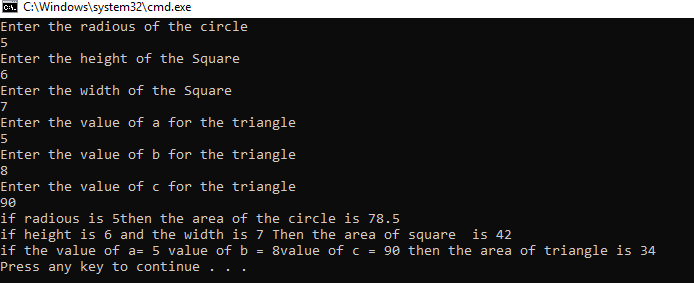 C:\Windows\system32\cmd.exe
Enter the radious of the circle
5
Enter the height of the Square
6
Enter the width of the Square
7
Enter the value of a for the triangle
5
Enter the value of b for the triangle
8
Enter the value of c for the triangle
90
if radious is 5then the area of the circle is 78.5
if height is 6 and the width is 7 Then the area of square  is 42
if the value of a= 5 value of b = 8value of c = 90 then the area of triangle is 34
Press any key to continue . . .